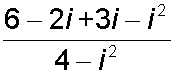 6 − 2i + 3i − i²
4 − i²